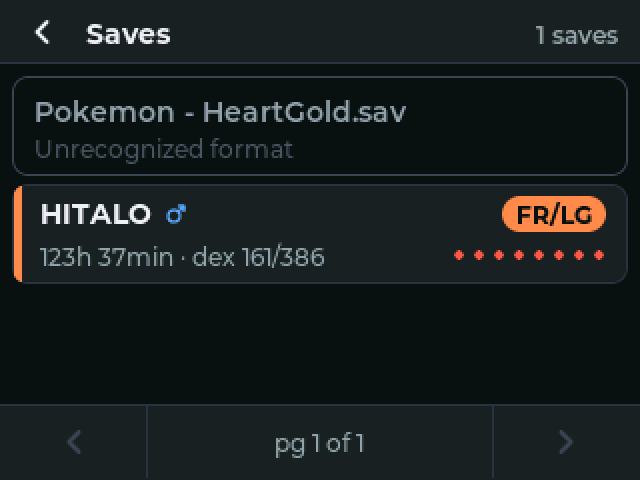 Saves
1 saves
Pokemon - HeartGold.sav
Unrecognized format
HITALO ♂
FR/LG
123h 37min · dex 161/386
pg 1 of 1